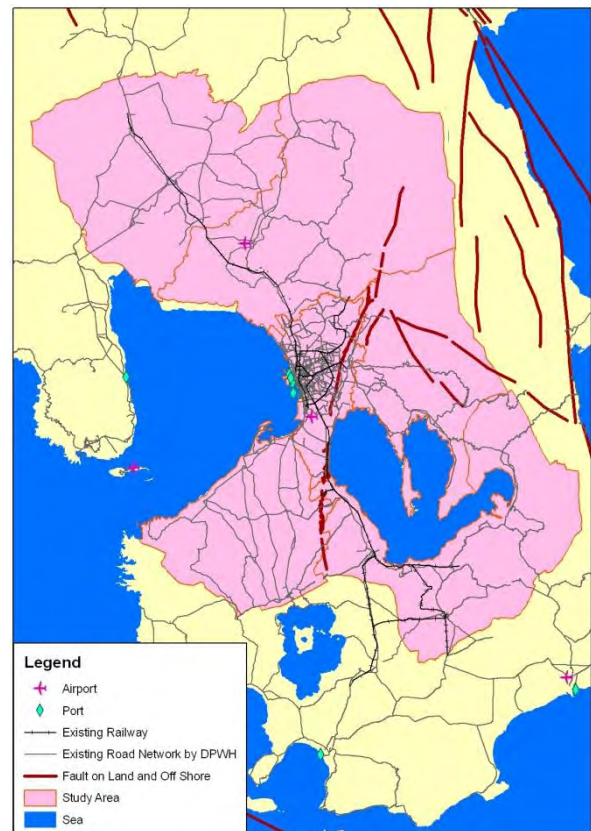 Legend
Airport
Port
Existing Railway
Existing Road Network by DPWH
Fault on Land and Off Shore
Study Area
Sea